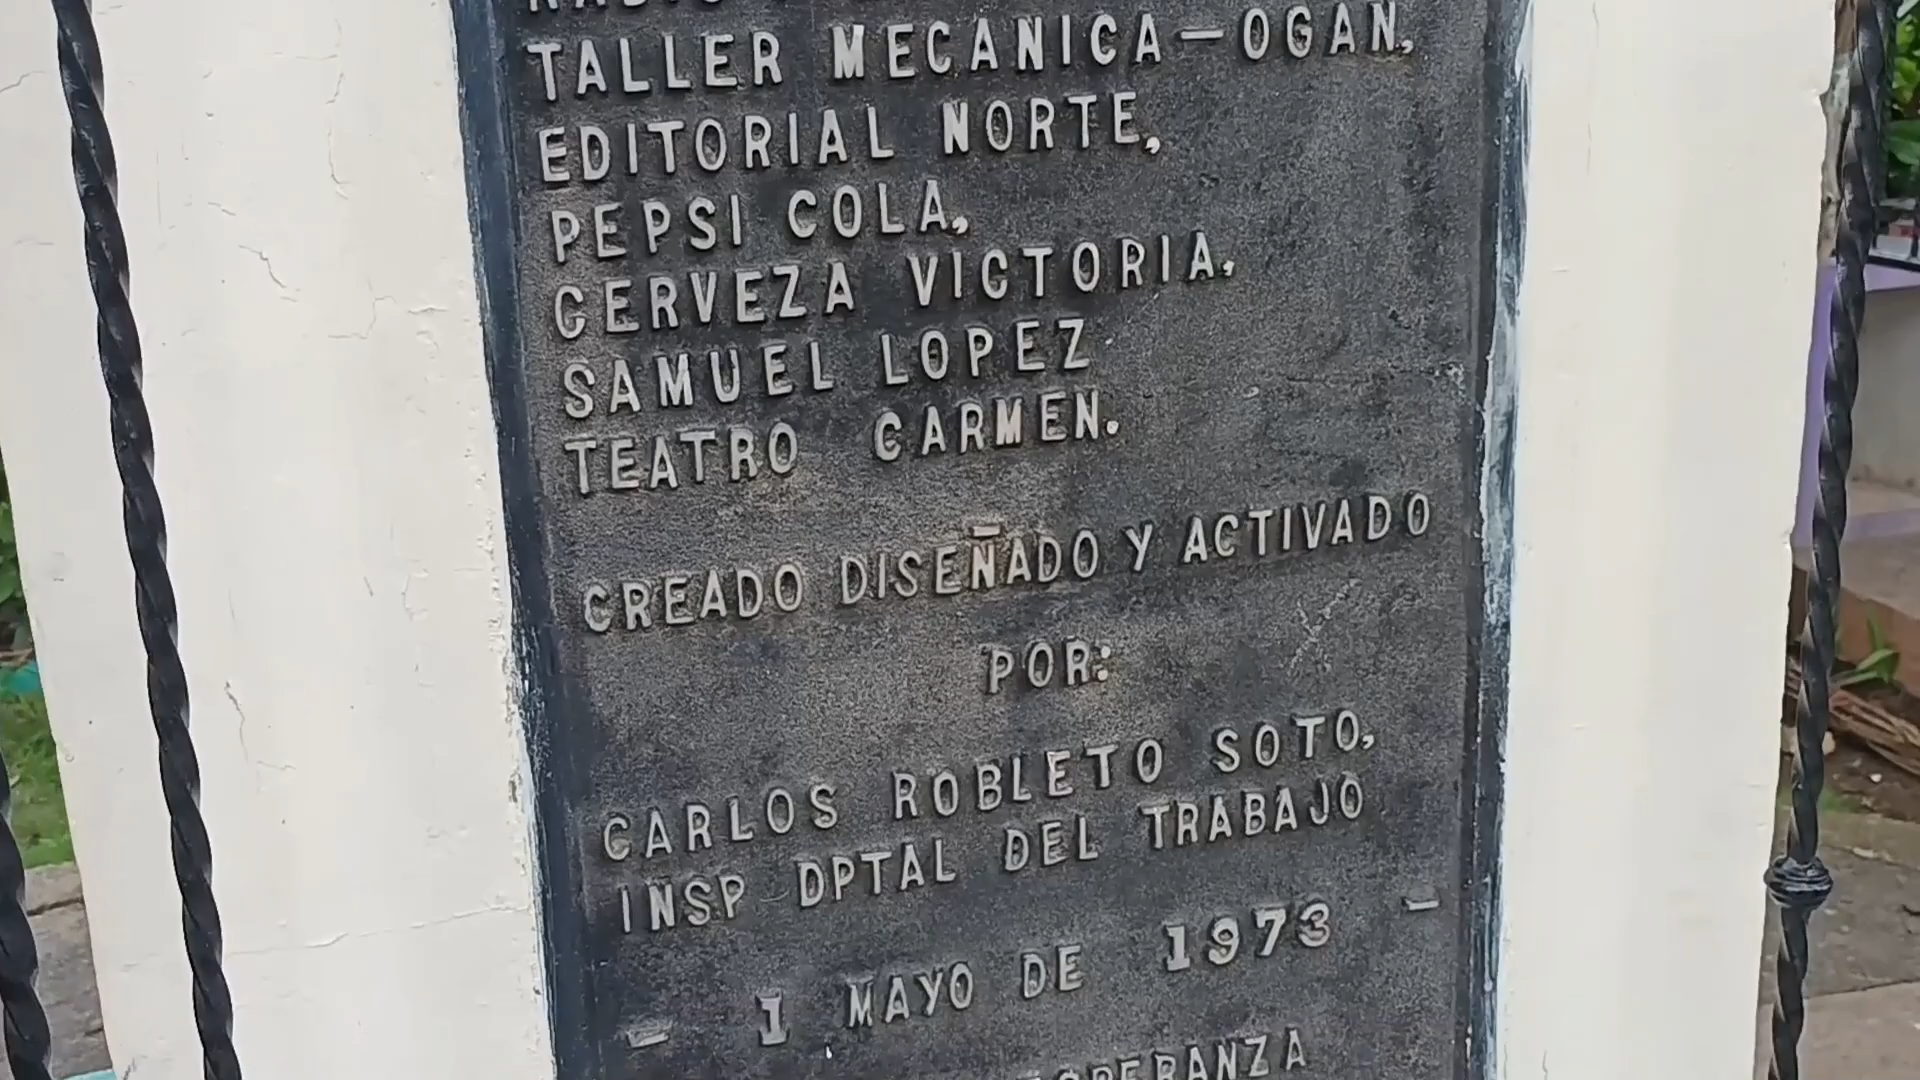 TALLER MECANICA—OGAN,
EDITORIAL NORTE,
PEPSI COLA,
CERVEZA VICTORIA,
SAMUEL LOPEZ
TEATRO CARMEN.
CREADO DISEÑADO Y ACTIVADO
POR:
CARLOS ROBLETO SOTO,
INSP DPTAL DEL TRABAJO
- 1 MAYO DE 1973 -
ESPERANZA